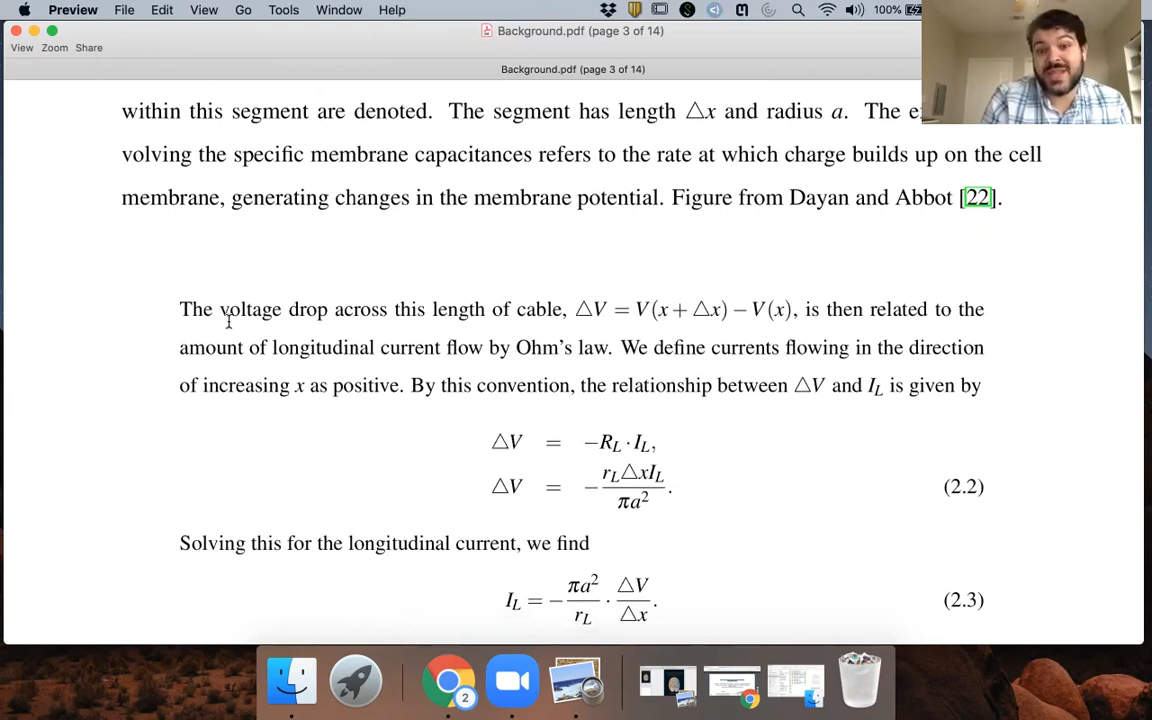 Preview File Edit View Go Tools Window Help 100%
Background.pdf (page 3 of 14)
View Zoom Share
Background.pdf (page 3 of 14)
within this segment are denoted. The segment has length △x and radius a. The
volving the specific membrane capacitances refers to the rate at which charge builds up on the cell
membrane, generating changes in the membrane potential. Figure from Dayan and Abbot [22].
The voltage drop across this length of cable, △V = V(x + △x) − V(x), is then related to the
amount of longitudinal current flow by Ohm's law. We define currents flowing in the direction
of increasing x as positive. By this convention, the relationship between △V and I_L is given by
△V = −R_L · I_L,
△V = − r_L△xI_L / πa². (2.2)
Solving this for the longitudinal current, we find
I_L = − πa² / r_L · △V / △x. (2.3)
2